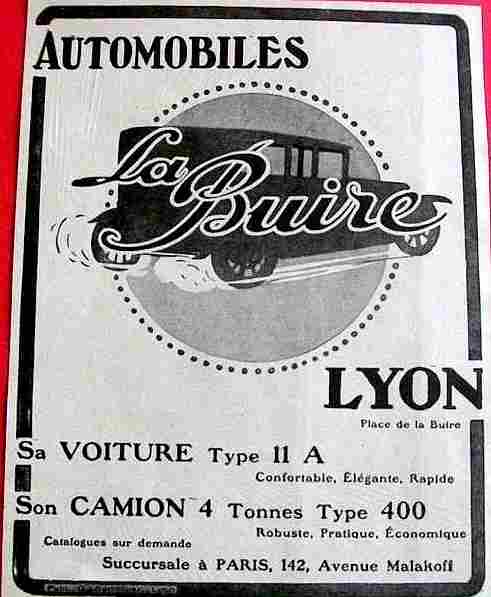 AUTOMOBILES
La Buire
LYON
Place de la Buire
Sa VOITURE Type 11 A
Confortable, Élégante, Rapide
Son CAMION 4 Tonnes Type 400
Robuste, Pratique, Économique
Catalogues sur demande
Succursale à PARIS, 142, Avenue Malakoff